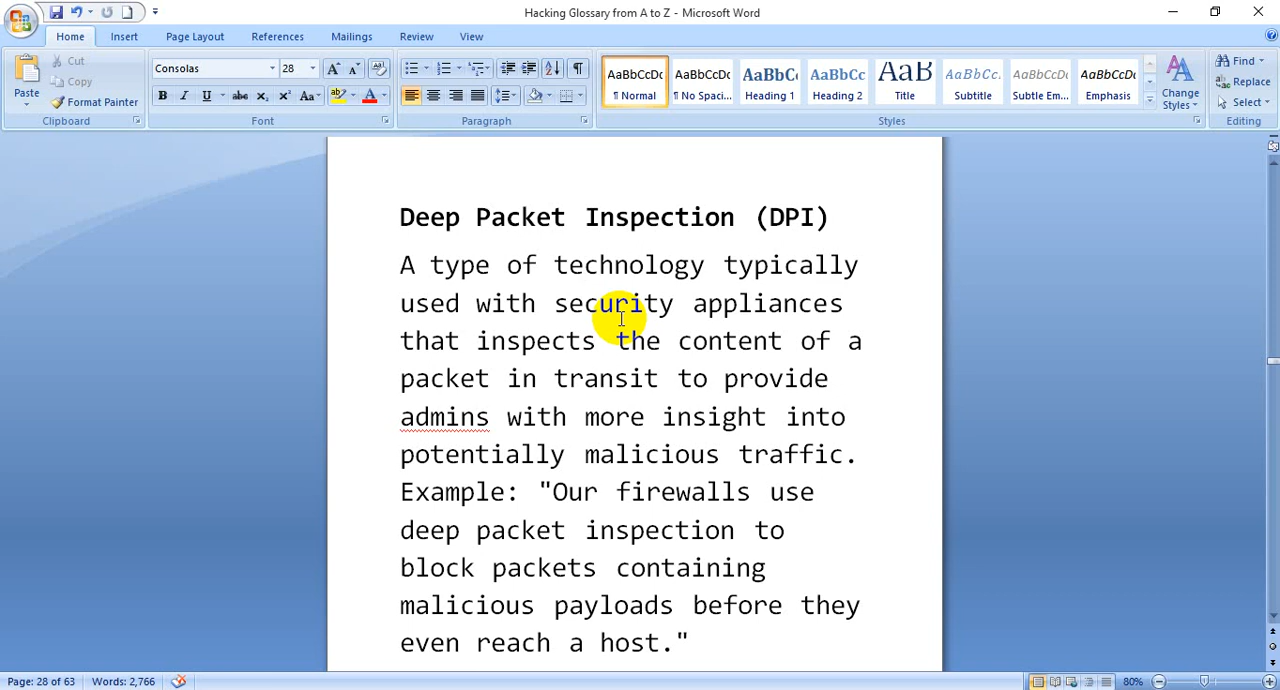 Hacking Glossary from A to Z - Microsoft Word
Home Insert Page Layout References Mailings Review View
Paste Cut Copy Format Painter Clipboard
Consolas 28 Font
Paragraph
AaBbCcDc AaBbCcDc AaBbC( AaBbCc AaB AaBbCc. AaBbCcDc AaBbCcDc
¶ Normal ¶ No Spaci... Heading 1 Heading 2 Title Subtitle Subtle Em... Emphasis
Change Styles Styles
Find Replace Select Editing
Deep Packet Inspection (DPI)
A type of technology typically
used with security appliances
that inspects the content of a
packet in transit to provide
admins with more insight into
potentially malicious traffic.
Example: "Our firewalls use
deep packet inspection to
block packets containing
malicious payloads before they
even reach a host."
Page: 28 of 63 Words: 2,766 80%